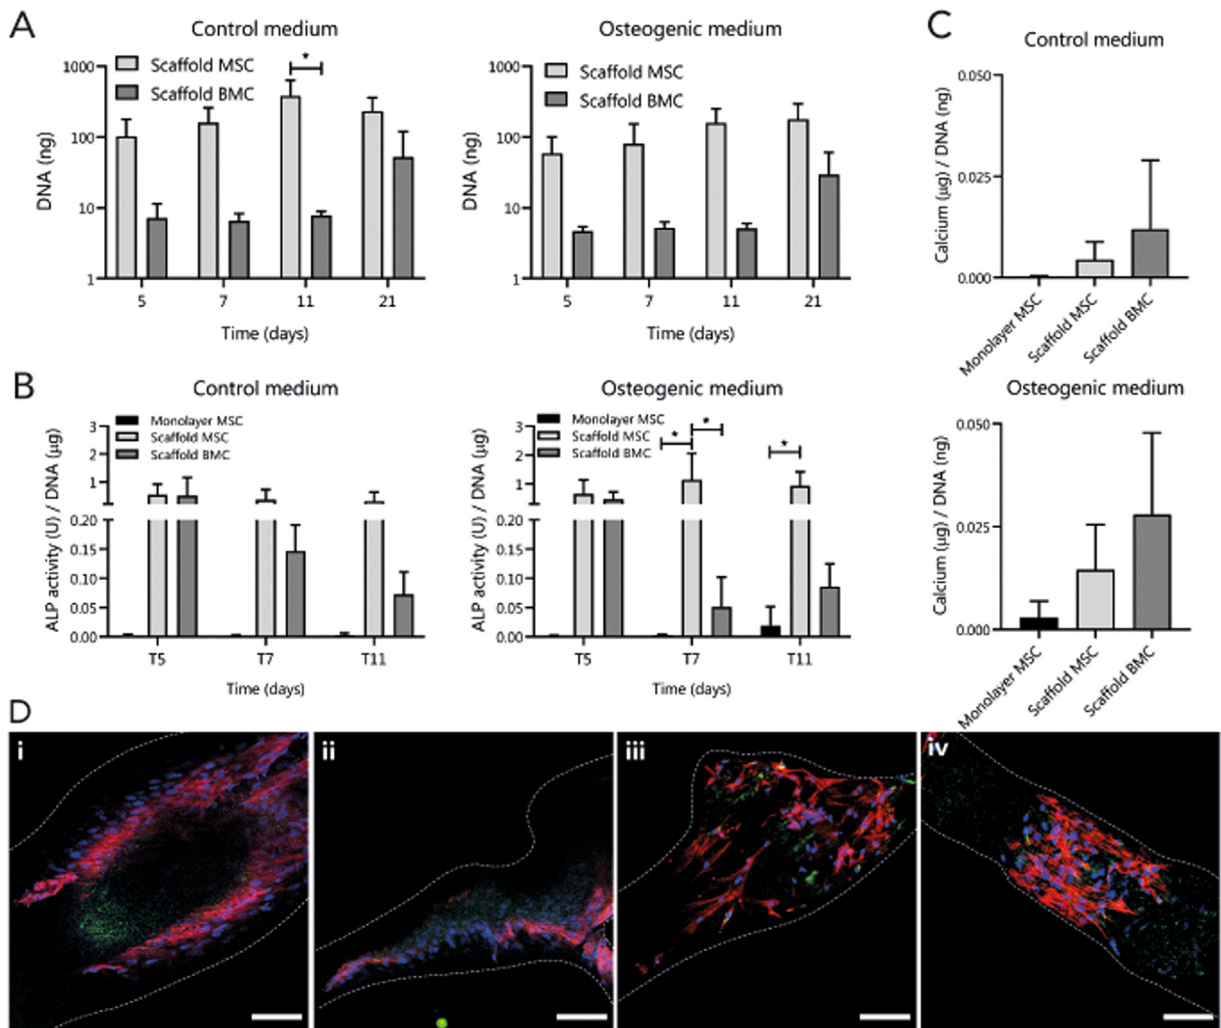 A
Control medium
Scaffold MSC
Scaffold BMC
*
DNA (ng)
1000
100
10
1
5 7 11 21
Time (days)
Osteogenic medium
Scaffold MSC
Scaffold BMC
DNA (ng)
1000
100
10
1
5 7 11 21
Time (days)
C
Control medium
Calcium (µg) / DNA (ng)
0.050
0.025
0.000
Monolayer MSC
Scaffold MSC
Scaffold BMC
B
Control medium
Monolayer MSC
Scaffold MSC
Scaffold BMC
ALP activity (U) / DNA (µg)
3
2
1
0.20
0.15
0.10
0.05
0.00
T5 T7 T11
Time (days)
Osteogenic medium
Monolayer MSC
Scaffold MSC
Scaffold BMC
* * *
ALP activity (U) / DNA (µg)
3
2
1
0.20
0.15
0.10
0.05
0.00
T5 T7 T11
Time (days)
Osteogenic medium
Calcium (µg) / DNA (ng)
0.050
0.025
0.000
Monolayer MSC
Scaffold MSC
Scaffold BMC
D
i
ii
iii
iv